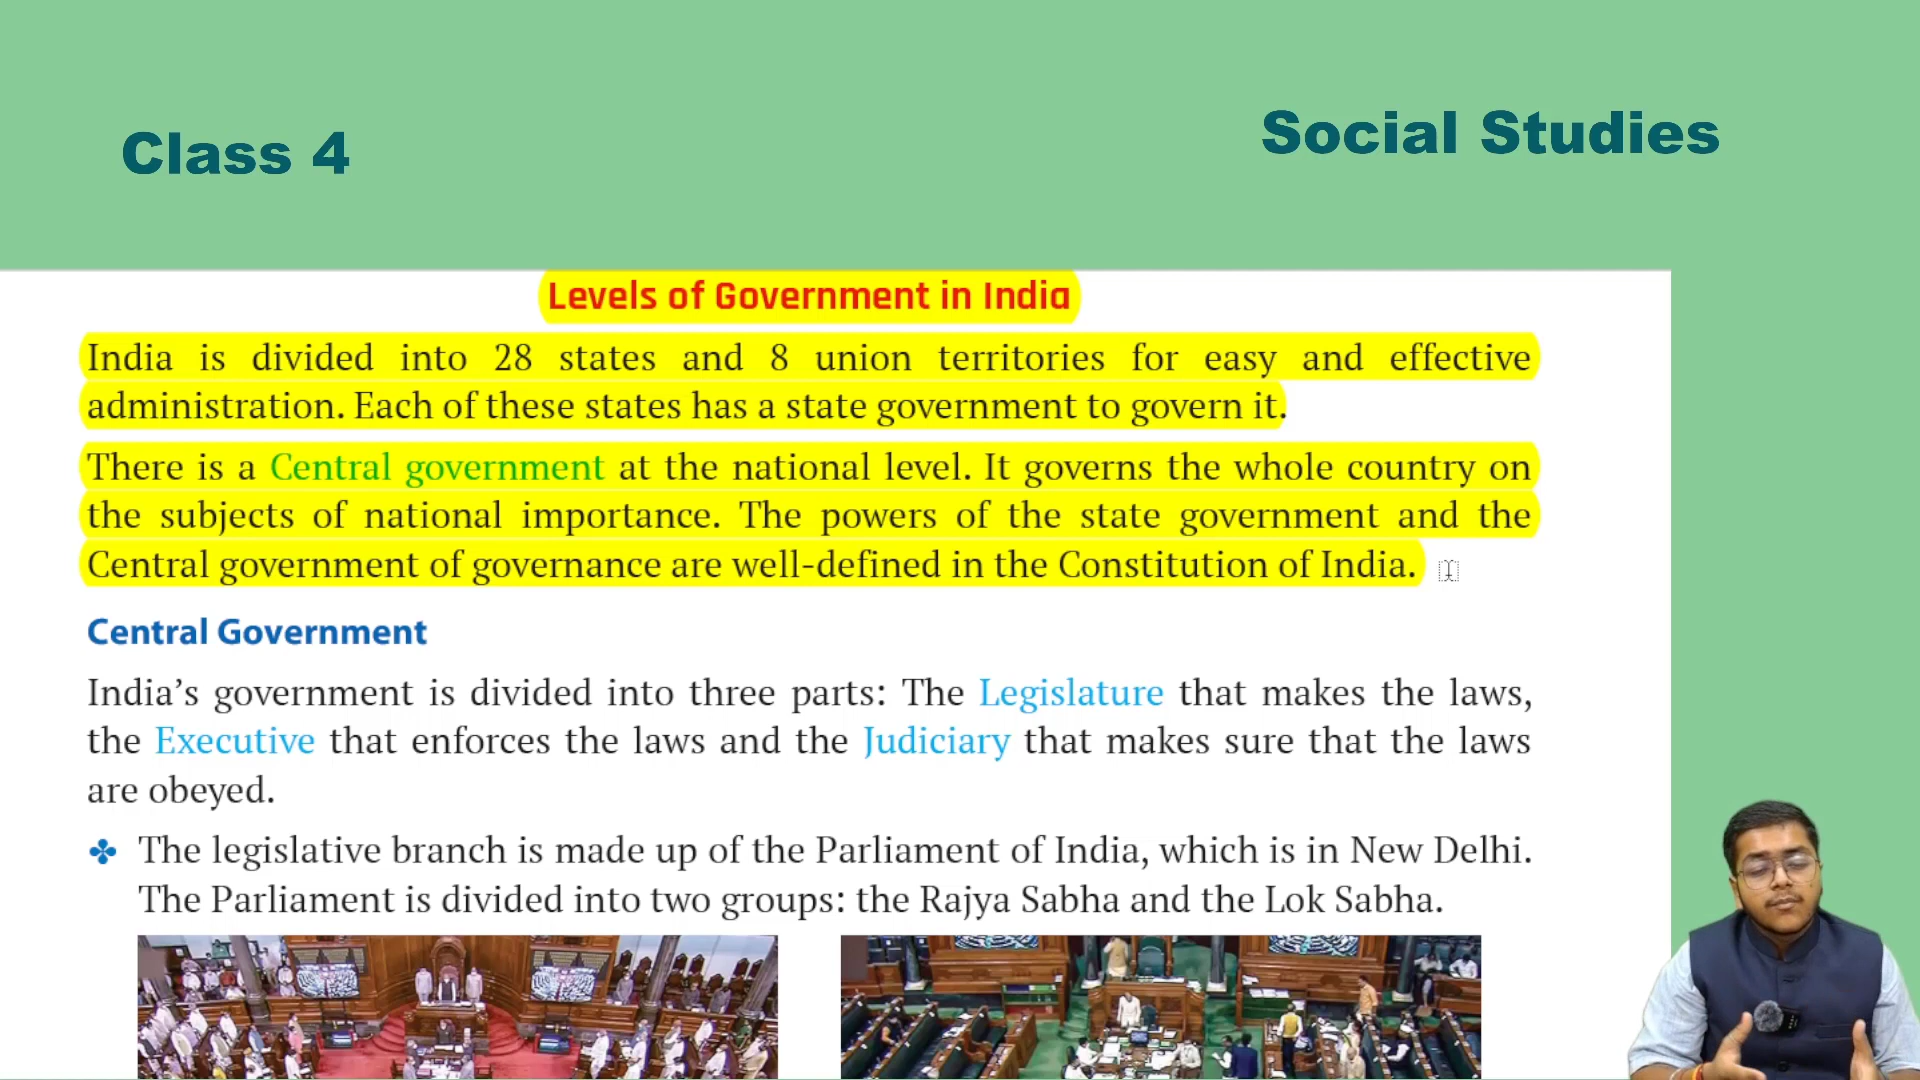 Class 4
Social Studies
Levels of Government in India
India is divided into 28 states and 8 union territories for easy and effective
administration. Each of these states has a state government to govern it.
There is a Central government at the national level. It governs the whole country on
the subjects of national importance. The powers of the state government and the
Central government of governance are well-defined in the Constitution of India.
Central Government
India’s government is divided into three parts: The Legislature that makes the laws,
the Executive that enforces the laws and the Judiciary that makes sure that the laws
are obeyed.
The legislative branch is made up of the Parliament of India, which is in New Delhi.
The Parliament is divided into two groups: the Rajya Sabha and the Lok Sabha.